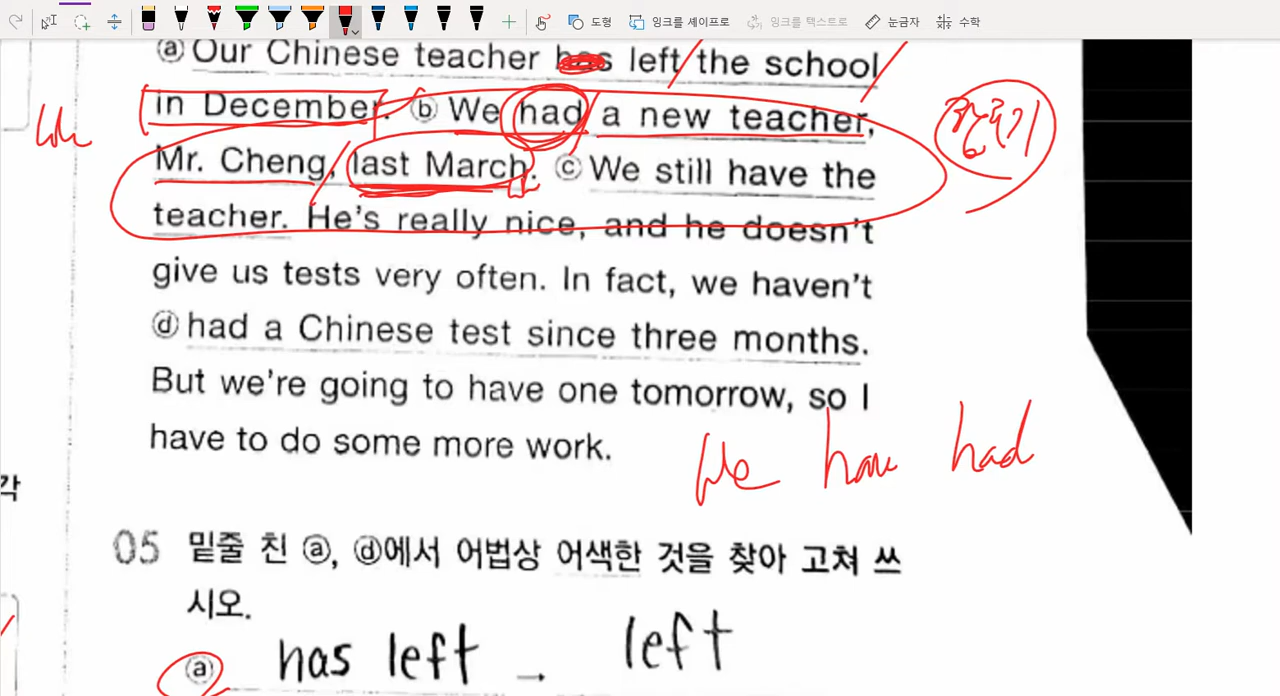 도형 잉크를 셰이프로 잉크를 텍스트로 눈금자 수학
ⓐ Our Chinese teacher has left the school
in December. ⓑ We had a new teacher,
Mr. Cheng, last March. ⓒ We still have the
teacher. He's really nice, and he doesn't
give us tests very often. In fact, we haven't
ⓓ had a Chinese test since three months.
But we're going to have one tomorrow, so I
have to do some more work.
We have had
각
05 밑줄 친 ⓐ, ⓓ에서 어법상 어색한 것을 찾아 고쳐 쓰
시오.
ⓐ has left → left